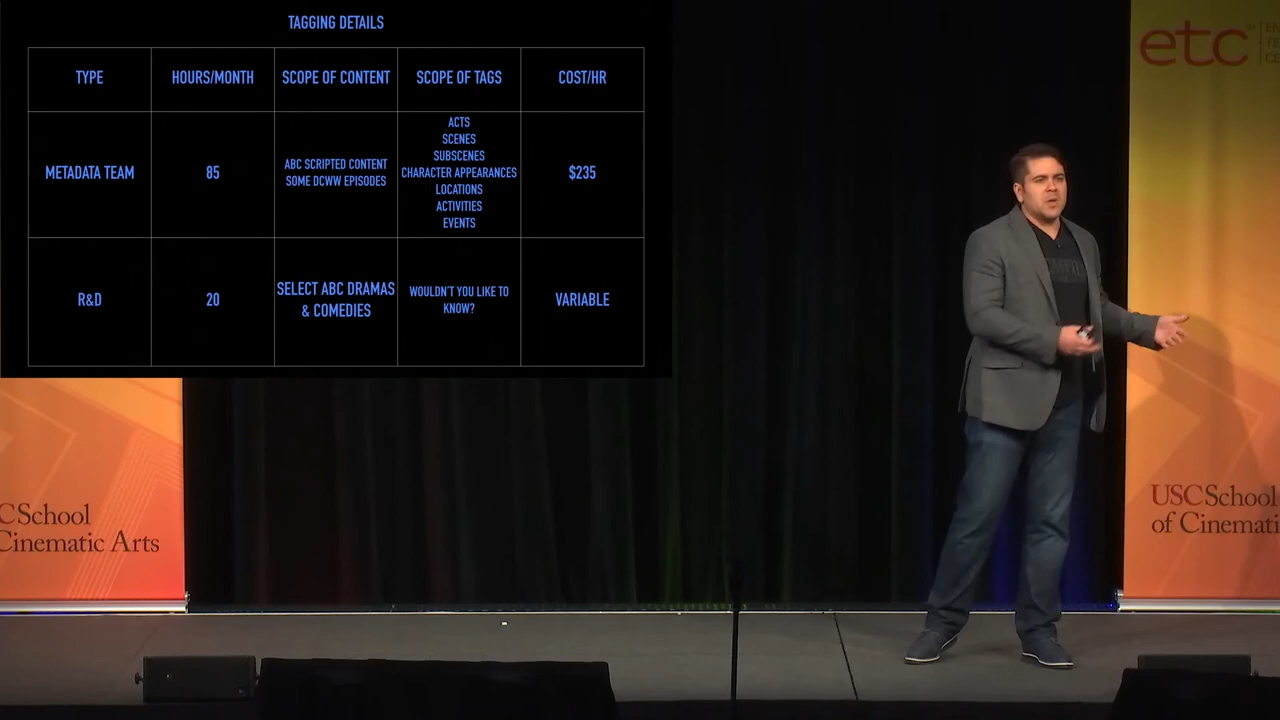 TAGGING DETAILS
TYPE
HOURS/MONTH
SCOPE OF CONTENT
SCOPE OF TAGS
COST/HR
METADATA TEAM
85
ABC SCRIPTED CONTENT
SOME DCWW EPISODES
ACTS
SCENES
SUBSCENES
CHARACTER APPEARANCES
LOCATIONS
ACTIVITIES
EVENTS
$235
R&D
20
SELECT ABC DRAMAS
& COMEDIES
WOULDN'T YOU LIKE TO
KNOW?
VARIABLE
etc
CSchool
Cinematic Arts
USCSchool
of Cinemati